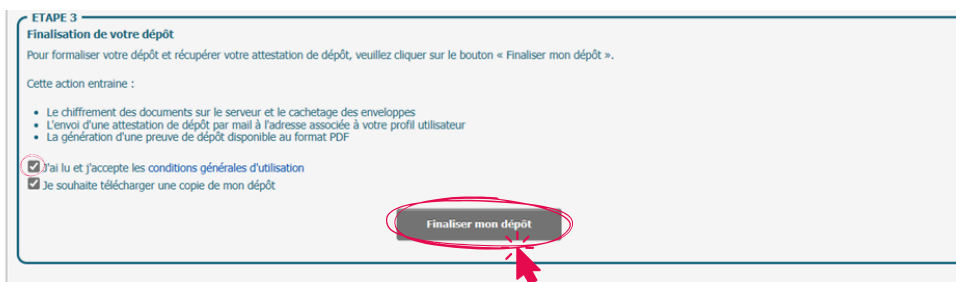 ETAPE 3
Finalisation de votre dépôt
Pour formaliser votre dépôt et récupérer votre attestation de dépôt, veuillez cliquer sur le bouton « Finaliser mon dépôt ».
Cette action entraine :
• Le chiffrement des documents sur le serveur et le cachetage des enveloppes
• L'envoi d'une attestation de dépôt par mail à l'adresse associée à votre profil utilisateur
• La génération d'une preuve de dépôt disponible au format PDF
J'ai lu et j'accepte les conditions générales d'utilisation
Je souhaite télécharger une copie de mon dépôt
Finaliser mon dépôt